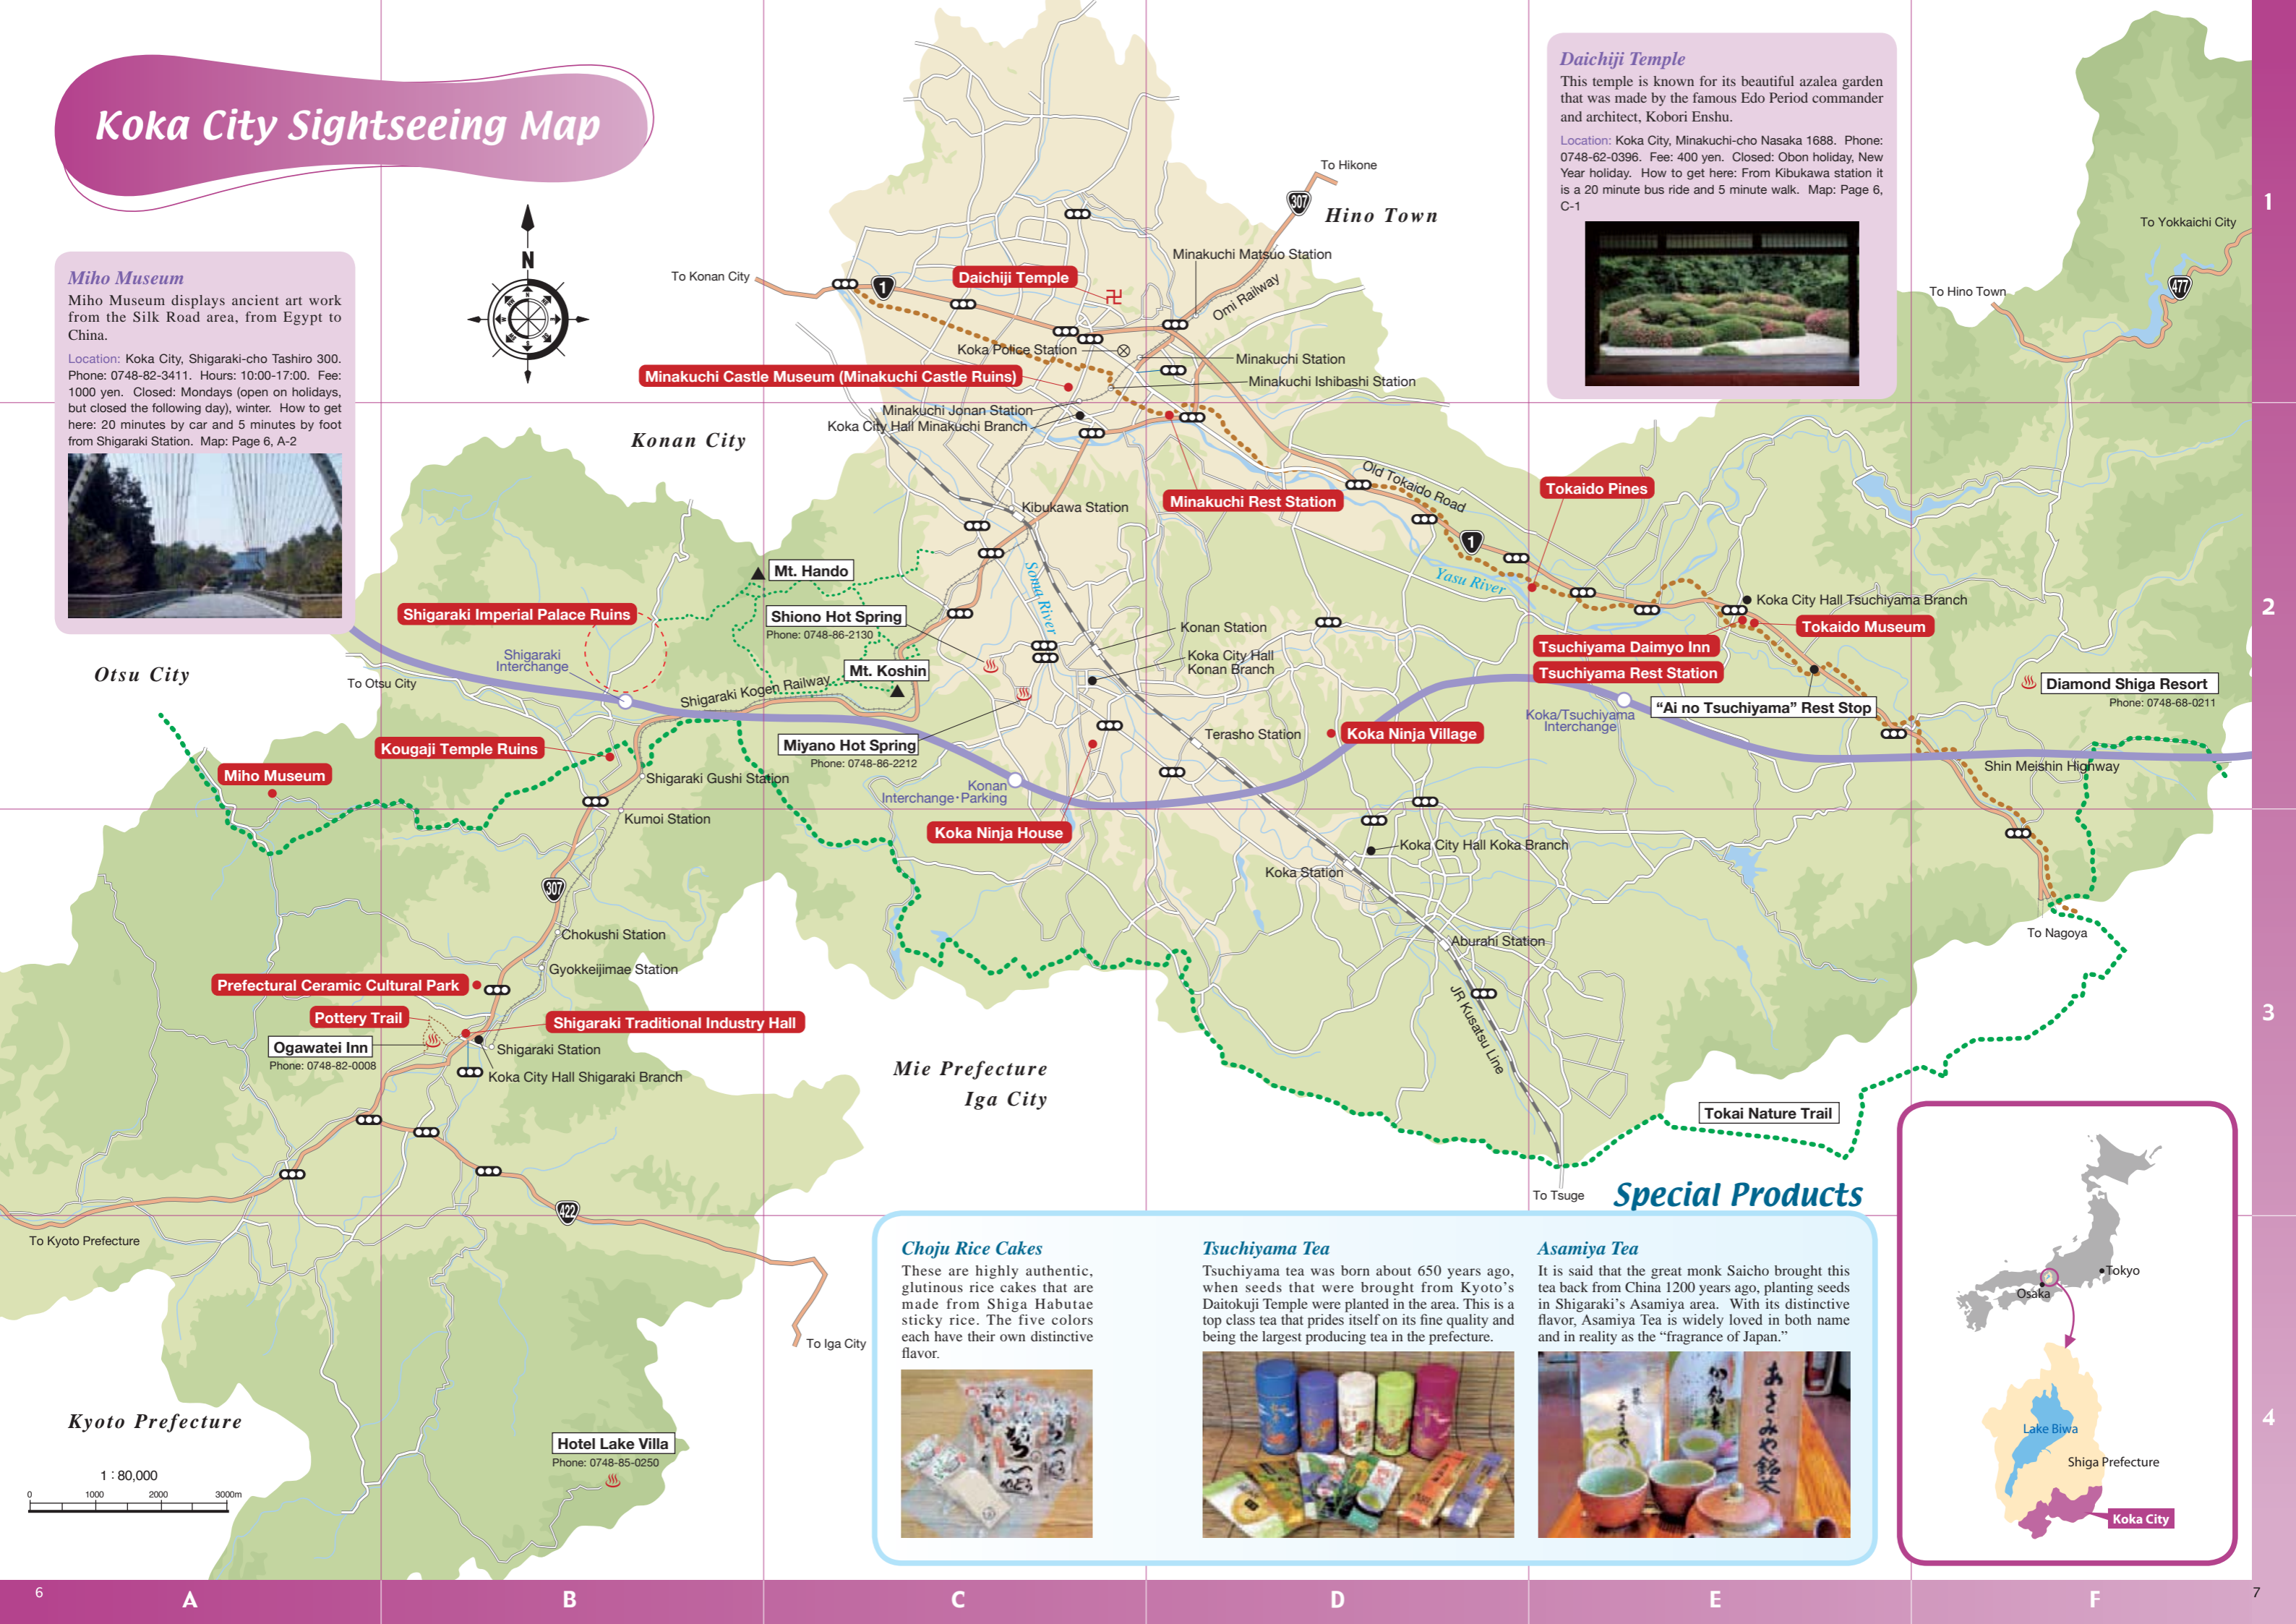 Koka City Sightseeing Map
Miho Museum
Miho Museum displays ancient art work
from the Silk Road area, from Egypt to
China.
Location: Koka City, Shigaraki-cho Tashiro 300.
Phone: 0748-82-3411. Hours: 10:00-17:00. Fee:
1000 yen. Closed: Mondays (open on holidays,
but closed the following day), winter. How to get
here: 20 minutes by car and 5 minutes by foot
from Shigaraki Station. Map: Page 6, A-2
N
Daichiji Temple
This temple is known for its beautiful azalea garden
that was made by the famous Edo Period commander
and architect, Kobori Enshu.
Location: Koka City, Minakuchi-cho Nasaka 1688. Phone:
0748-62-0396. Fee: 400 yen. Closed: Obon holiday, New
Year holiday. How to get here: From Kibukawa station it
is a 20 minute bus ride and 5 minute walk. Map: Page 6,
C-1
To Hikone
307
Hino Town
To Yokkaichi City
477
To Hino Town
Minakuchi Matsuo Station
To Konan City
1
Daichiji Temple
Omi Railway
Koka Police Station
Minakuchi Station
Minakuchi Castle Museum (Minakuchi Castle Ruins)
Minakuchi Ishibashi Station
Minakuchi Jonan Station
Koka City Hall Minakuchi Branch
Konan City
Old Tokaido Road
Tokaido Pines
Minakuchi Rest Station
Kibukawa Station
1
Mt. Hando
Soma River
Yasu River
Shigaraki Imperial Palace Ruins
Shiono Hot Spring
Phone: 0748-86-2130
Koka City Hall Tsuchiyama Branch
Tokaido Museum
Konan Station
Tsuchiyama Daimyo Inn
Shigaraki
Interchange
Koka City Hall
Konan Branch
Mt. Koshin
Tsuchiyama Rest Station
Otsu City
To Otsu City
Shigaraki Kogen Railway
Diamond Shiga Resort
Phone: 0748-68-0211
"Ai no Tsuchiyama" Rest Stop
Koka/Tsuchiyama
Interchange
Kougaji Temple Ruins
Miyano Hot Spring
Phone: 0748-86-2212
Terasho Station
Koka Ninja Village
Miho Museum
Shigaraki Gushi Station
Shin Meishin Highway
Konan
Interchange・Parking
Kumoi Station
Koka Ninja House
Koka City Hall Koka Branch
Koka Station
307
Chokushi Station
To Nagoya
Aburahi Station
Gyokkeijimae Station
Prefectural Ceramic Cultural Park
JR Kusatsu Line
Pottery Trail
Shigaraki Traditional Industry Hall
Ogawatei Inn
Phone: 0748-82-0008
Shigaraki Station
Koka City Hall Shigaraki Branch
Mie Prefecture
Iga City
Tokai Nature Trail
To Tsuge
422
To Kyoto Prefecture
To Iga City
Kyoto Prefecture
Hotel Lake Villa
Phone: 0748-85-0250
1：80,000
0 1000 2000 3000m
Special Products
Choju Rice Cakes
These are highly authentic,
glutinous rice cakes that are
made from Shiga Habutae
sticky rice. The five colors
each have their own distinctive
flavor.
Tsuchiyama Tea
Tsuchiyama tea was born about 650 years ago,
when seeds that were brought from Kyoto's
Daitokuji Temple were planted in the area. This is a
top class tea that prides itself on its fine quality and
being the largest producing tea in the prefecture.
Asamiya Tea
It is said that the great monk Saicho brought this
tea back from China 1200 years ago, planting seeds
in Shigaraki's Asamiya area. With its distinctive
flavor, Asamiya Tea is widely loved in both name
and in reality as the "fragrance of Japan."
あさみや銘茶
Tokyo
Osaka
Lake Biwa
Shiga Prefecture
Koka City
1
2
3
4
6
A
B
C
D
E
F
7